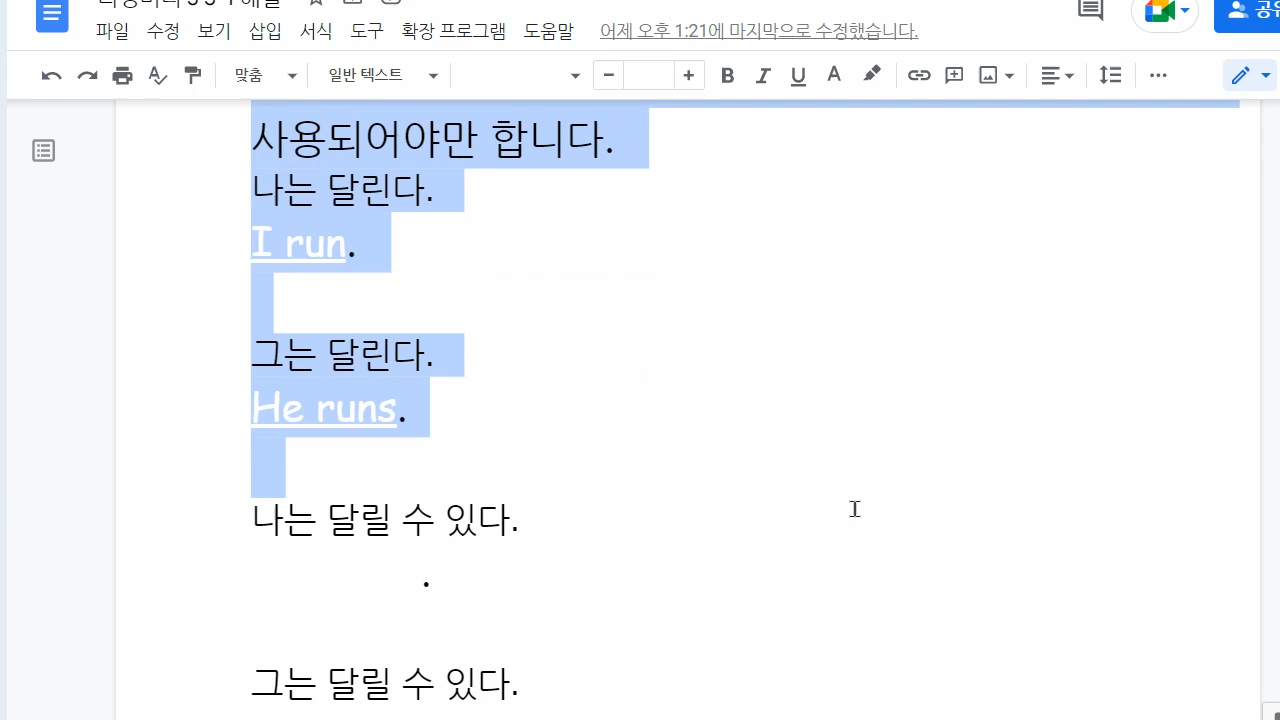 파일 수정 보기 삽입 서식 도구 확장 프로그램 도움말 어제 오후 1:21에 마지막으로 수정했습니다.
맞춤 일반 텍스트 B I U A
사용되어야만 합니다.
나는 달린다.
I run.
그는 달린다.
He runs.
나는 달릴 수 있다.
.
그는 달릴 수 있다.